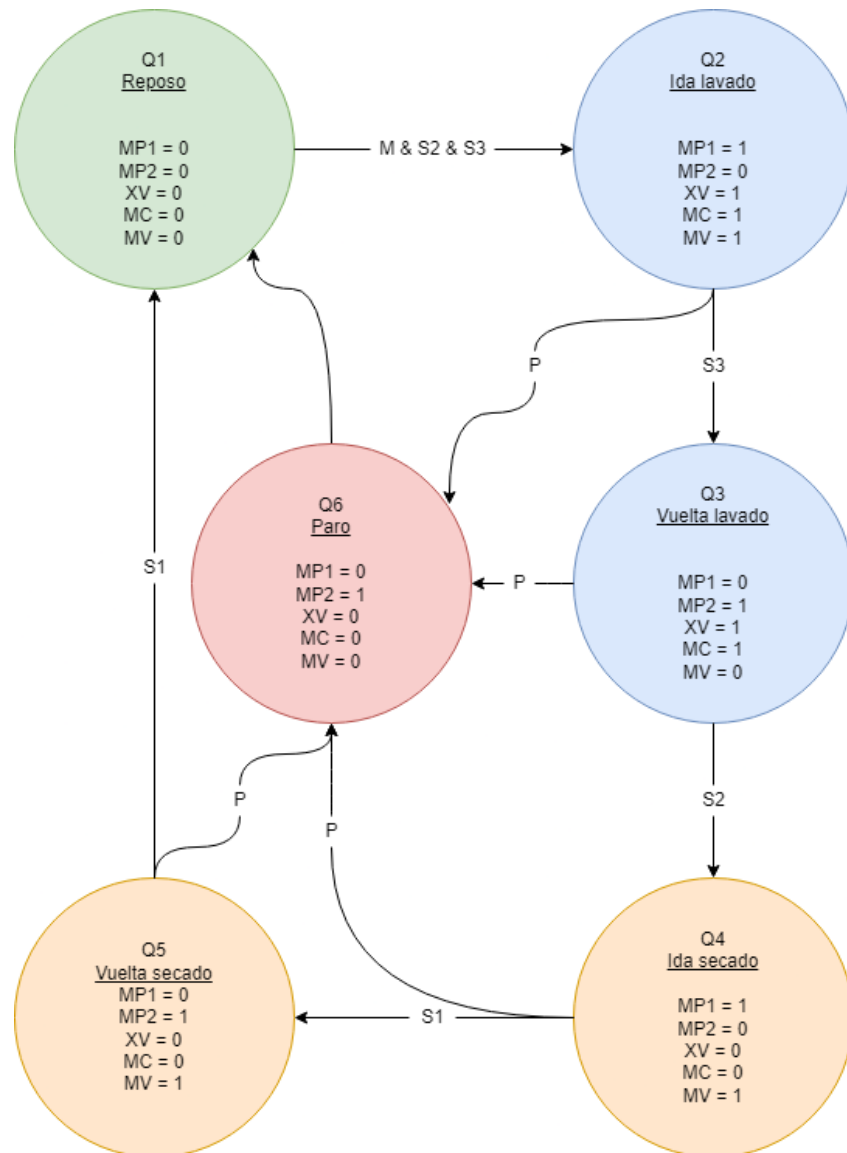 Q1
Reposo
MP1 = 0
MP2 = 0
XV = 0
MC = 0
MV = 0
M & S2 & S3
Q2
Ida lavado
MP1 = 1
MP2 = 0
XV = 1
MC = 1
MV = 1
P
S3
Q6
Paro
MP1 = 0
MP2 = 1
XV = 0
MC = 0
MV = 0
P
Q3
Vuelta lavado
MP1 = 0
MP2 = 1
XV = 1
MC = 1
MV = 0
S1
P
P
S2
Q5
Vuelta secado
MP1 = 0
MP2 = 1
XV = 0
MC = 0
MV = 1
S1
Q4
Ida secado
MP1 = 1
MP2 = 0
XV = 0
MC = 0
MV = 1